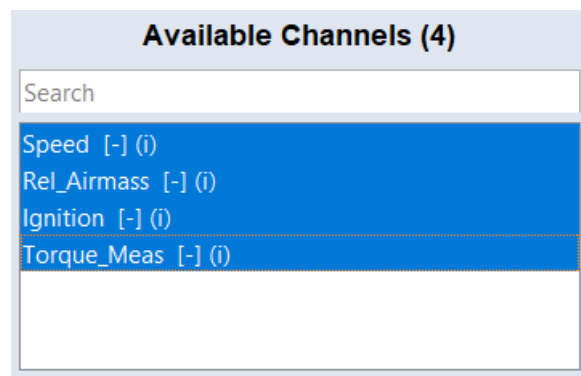 Available Channels (4)
Search
Speed [-] (i)
Rel_Airmass [-] (i)
Ignition [-] (i)
Torque_Meas [-] (i)